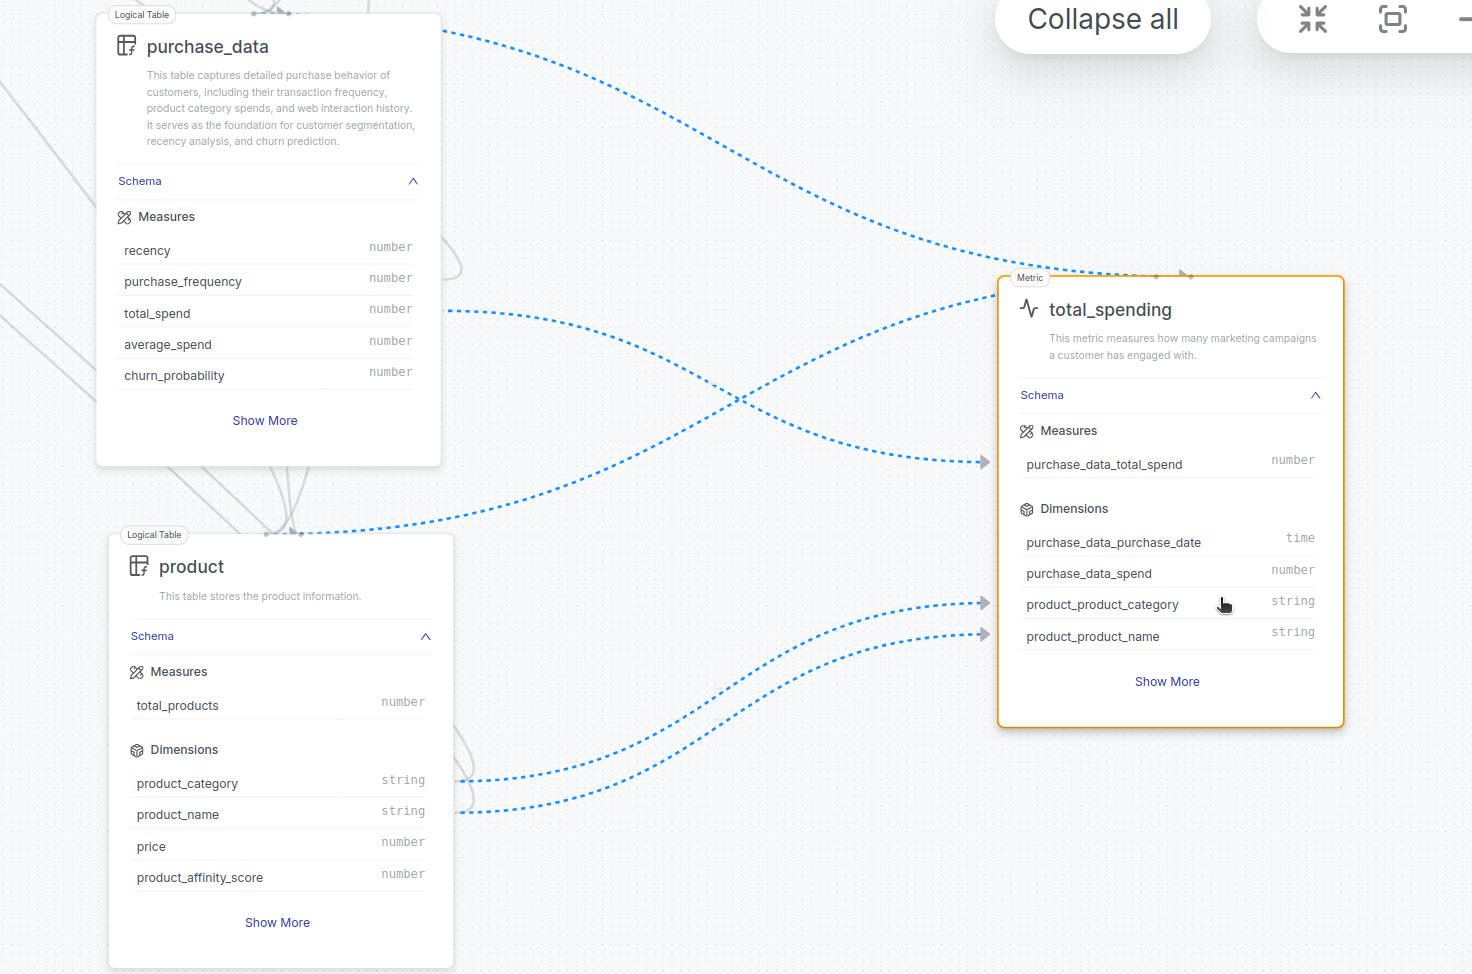 Collapse all
Logical Table
purchase_data
This table captures detailed purchase behavior of
customers, including their transaction frequency,
product category spends, and web interaction history.
It serves as the foundation for customer segmentation,
recency analysis, and churn prediction.
Schema
Measures
recency number
purchase_frequency number
total_spend number
average_spend number
churn_probability number
Show More
Logical Table
product
This table stores the product information.
Schema
Measures
total_products number
Dimensions
product_category string
product_name string
price number
product_affinity_score number
Show More
Metric
total_spending
This metric measures how many marketing campaigns
a customer has engaged with.
Schema
Measures
purchase_data_total_spend number
Dimensions
purchase_data_purchase_date time
purchase_data_spend number
product_product_category string
product_product_name string
Show More